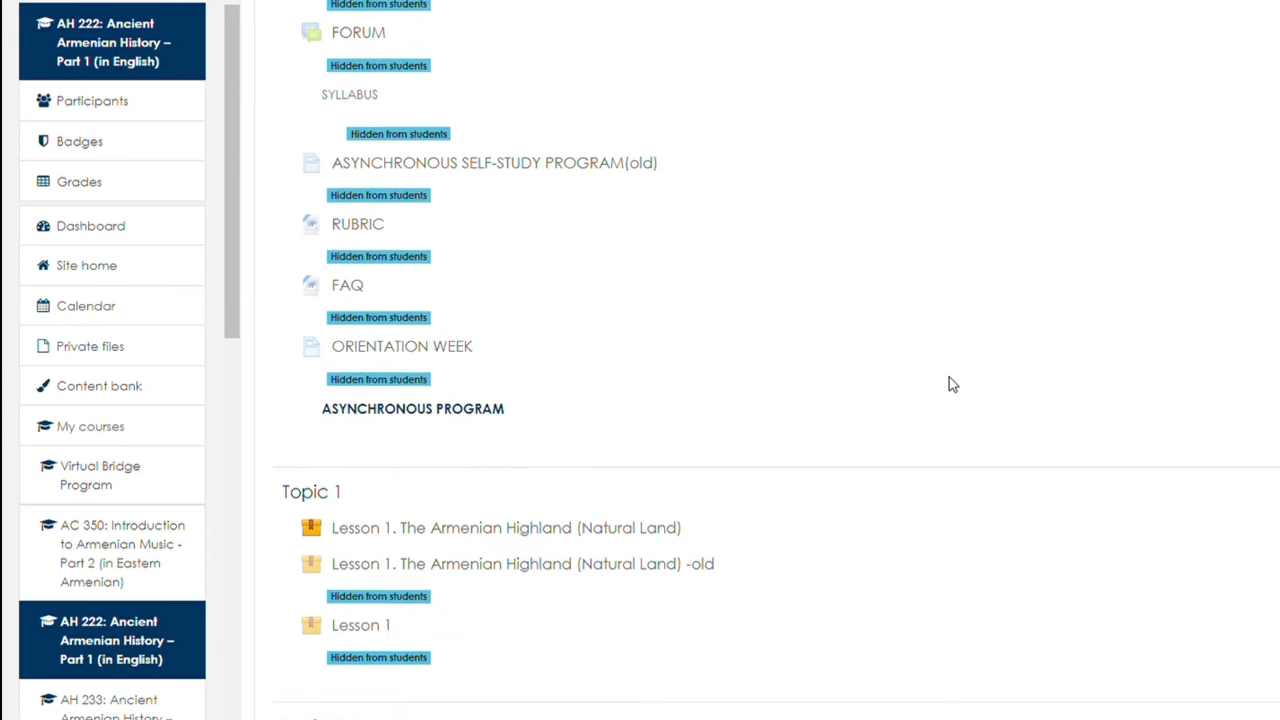 AH 222: Ancient
Armenian History –
Part 1 (in English)
Participants
Badges
Grades
Dashboard
Site home
Calendar
Private files
Content bank
My courses
Virtual Bridge
Program
AC 350: Introduction
to Armenian Music -
Part 2 (in Eastern
Armenian)
AH 222: Ancient
Armenian History –
Part 1 (in English)
AH 233: Ancient
Armenian History –
Hidden from students
FORUM
Hidden from students
SYLLABUS
Hidden from students
ASYNCHRONOUS SELF-STUDY PROGRAM(old)
Hidden from students
RUBRIC
Hidden from students
FAQ
Hidden from students
ORIENTATION WEEK
Hidden from students
ASYNCHRONOUS PROGRAM
Topic 1
Lesson 1. The Armenian Highland (Natural Land)
Lesson 1. The Armenian Highland (Natural Land) -old
Hidden from students
Lesson 1
Hidden from students